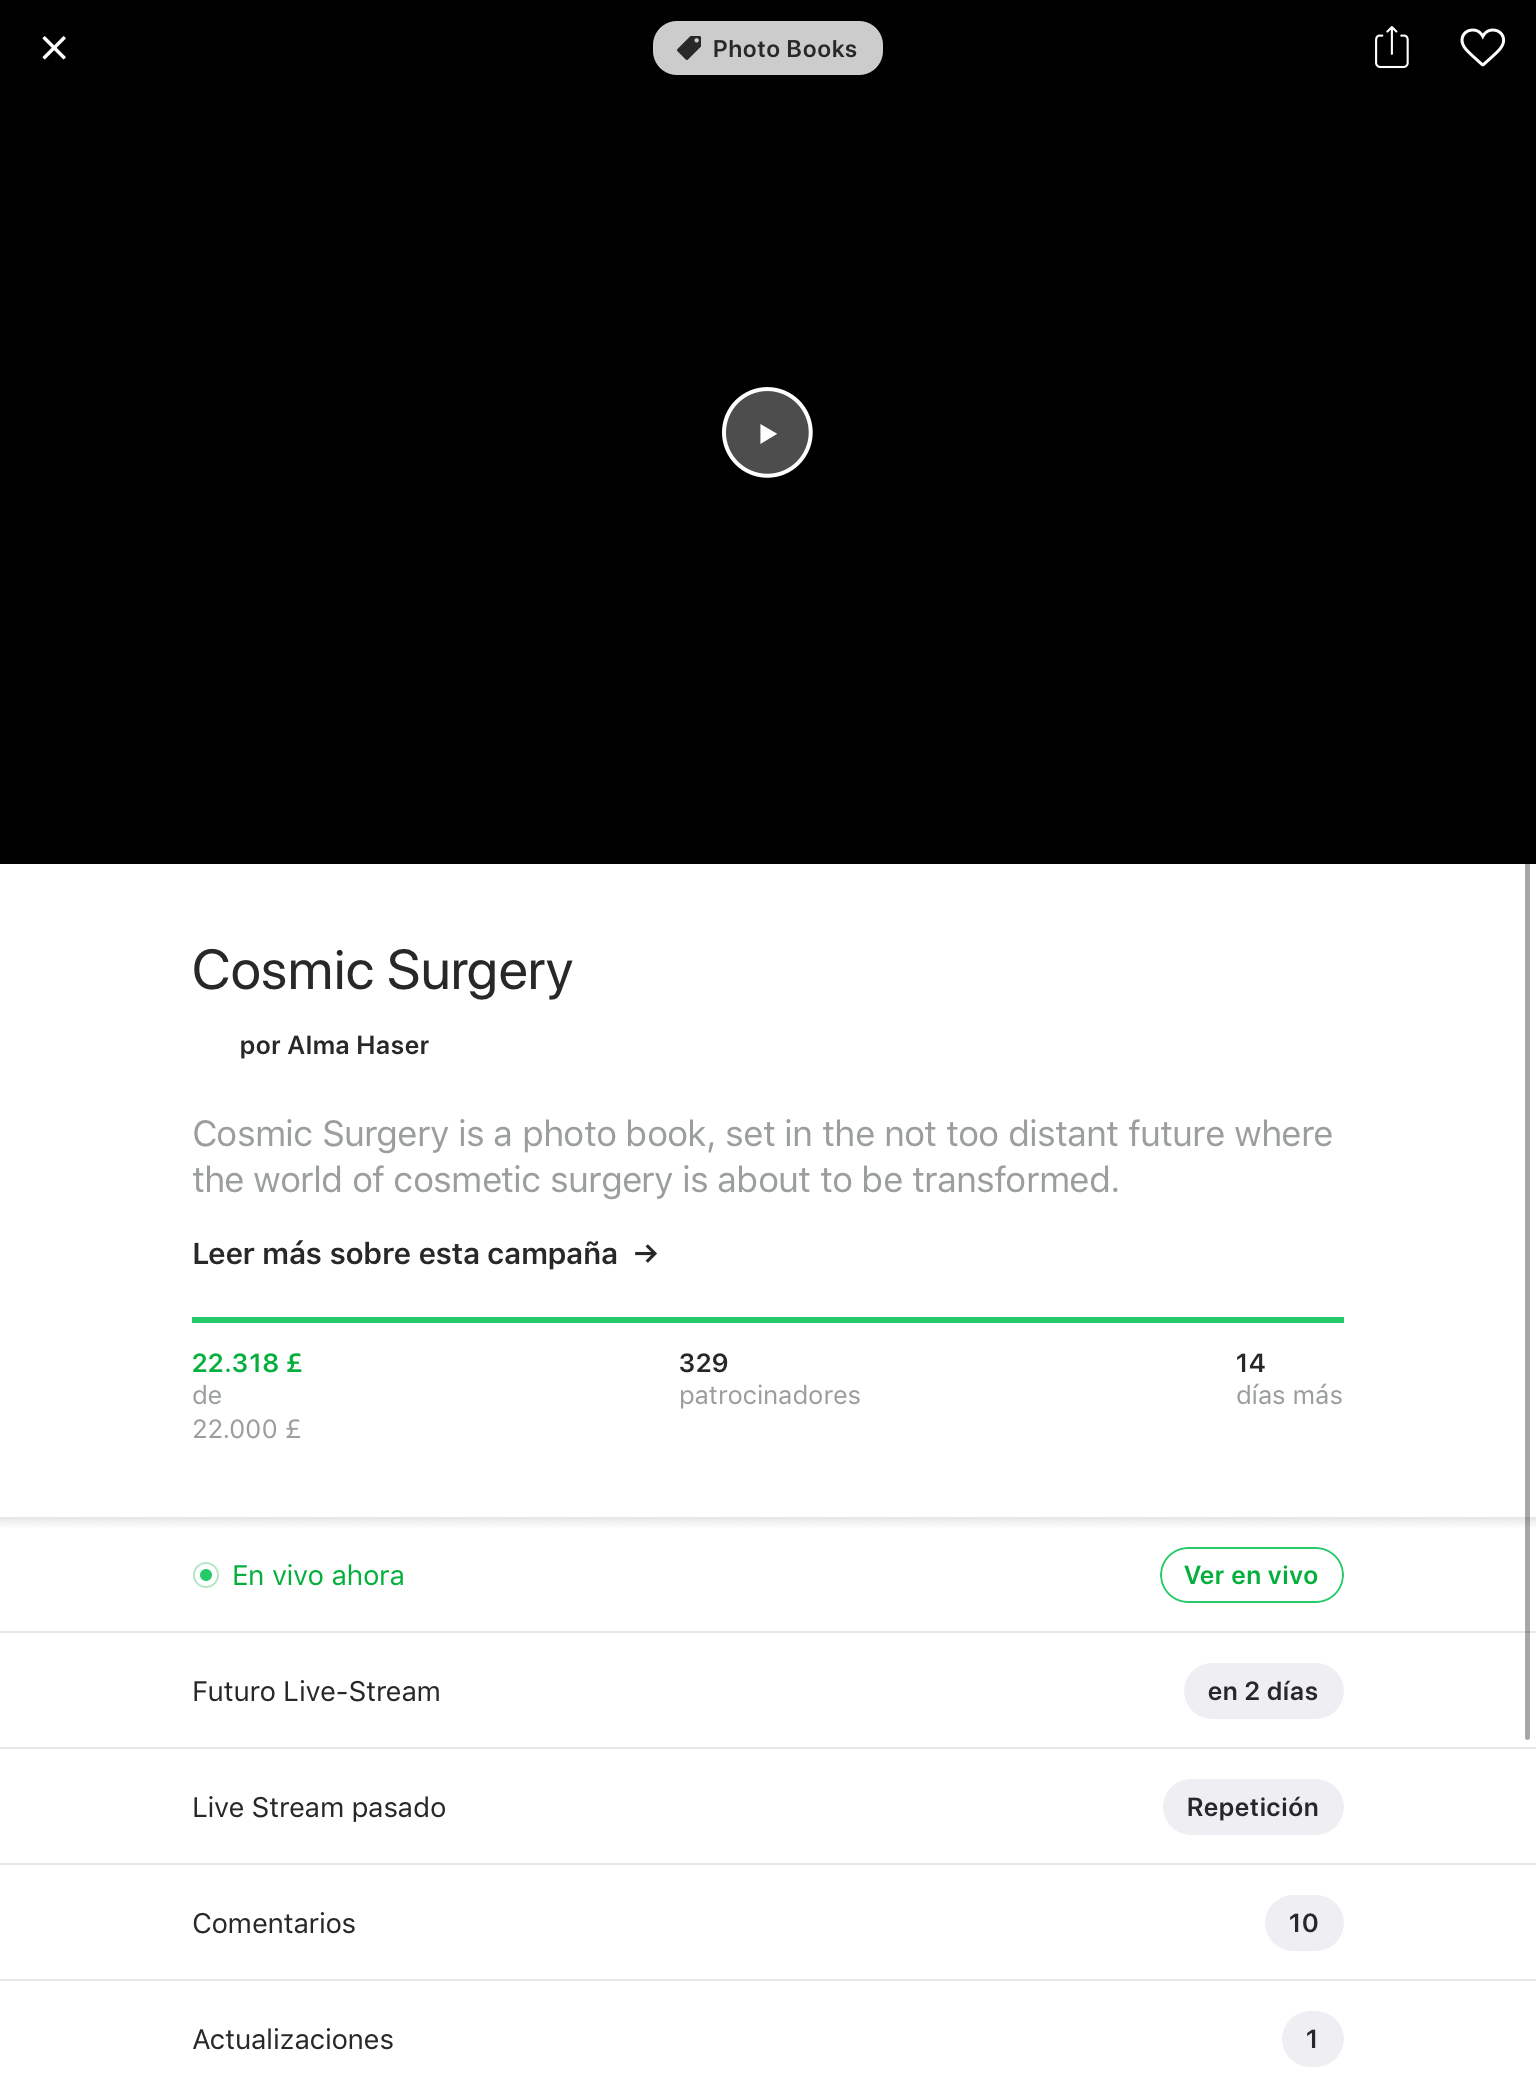 Photo Books
Cosmic Surgery
por Alma Haser
Cosmic Surgery is a photo book, set in the not too distant future where
the world of cosmetic surgery is about to be transformed.
Leer más sobre esta campaña →
22.318 £
de
22.000 £
329
patrocinadores
14
días más
En vivo ahora
Ver en vivo
Futuro Live-Stream
en 2 días
Live Stream pasado
Repetición
Comentarios
10
Actualizaciones
1